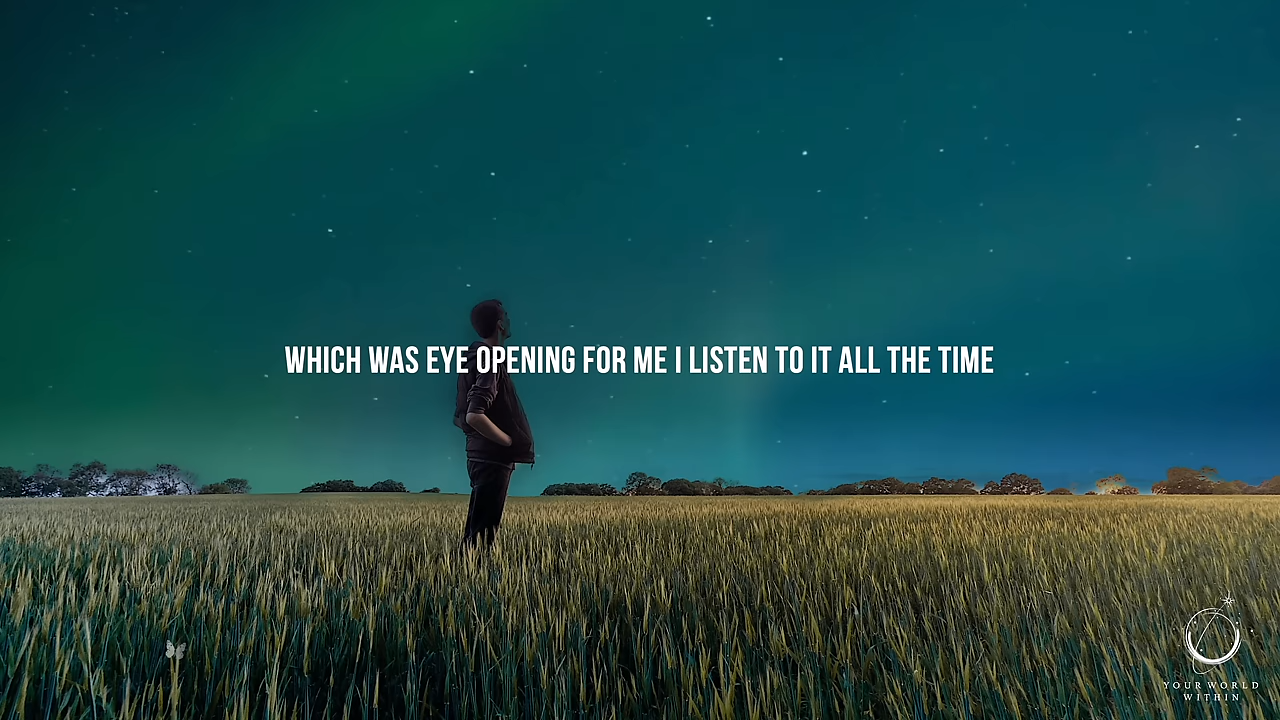 WHICH WAS EYE OPENING FOR ME I LISTEN TO IT ALL THE TIME
YOUR WORLD
WITHIN